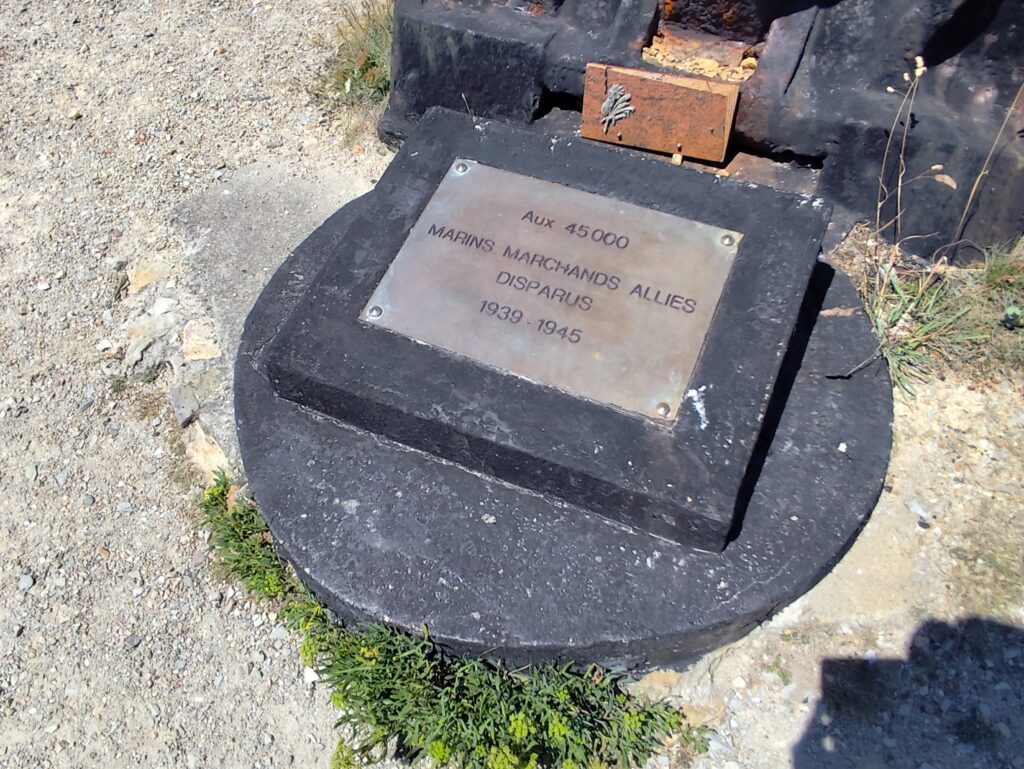 Aux 45000
MARINS MARCHANDS ALLIES
DISPARUS
1939-1945